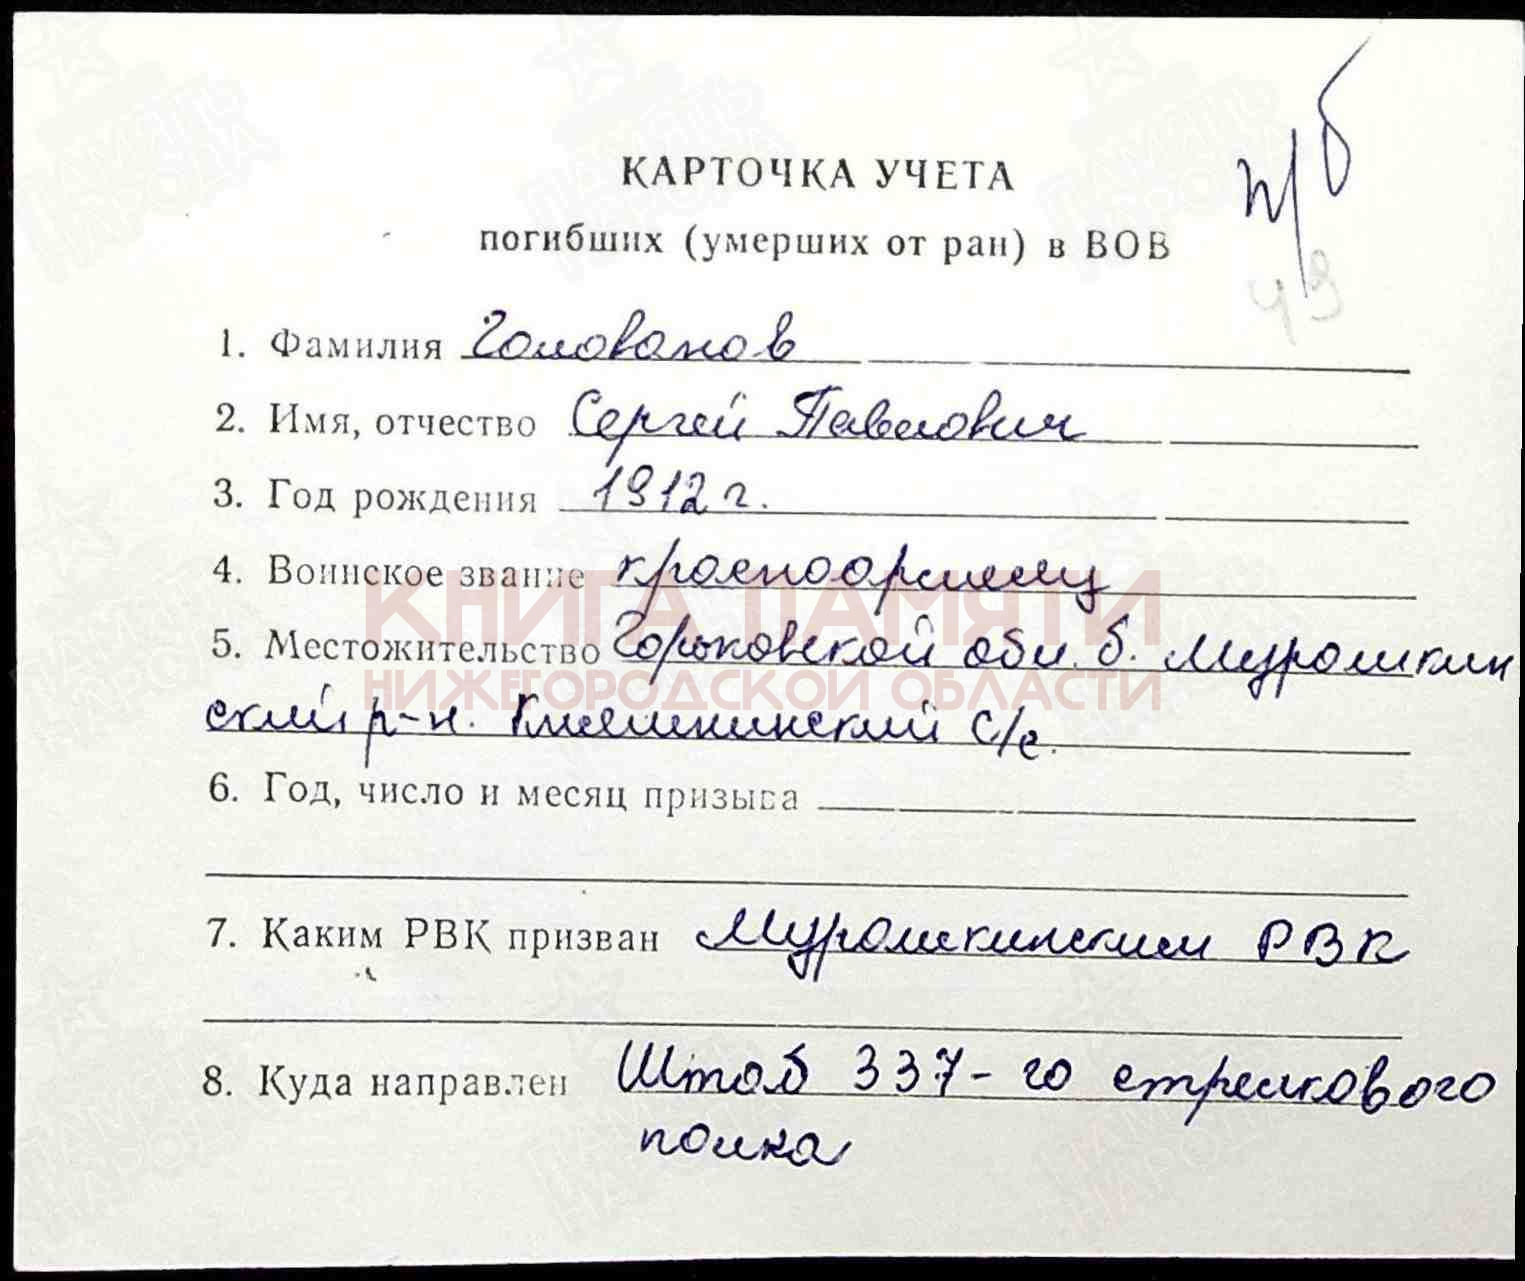 п/б
43
КАРТОЧКА УЧЕТА
погибших (умерших от ран) в ВОВ
1. Фамилия Голованов
2. Имя, отчество Сергей Павлович
3. Год рождения 1912 г.
4. Воинское звание красноармеец
КНИГА ПАМЯТИ
5. Местожительство Горьковской обл. б. Мурашкин
НИЖЕГОРОДСКОЙ ОБЛАСТИ
ский р-н. Кишкинский с/с.
6. Год, число и месяц призыва
7. Каким РВК призван Мурашкинским РВК
8. Куда направлен Штаб 337-го стрелкового
полка